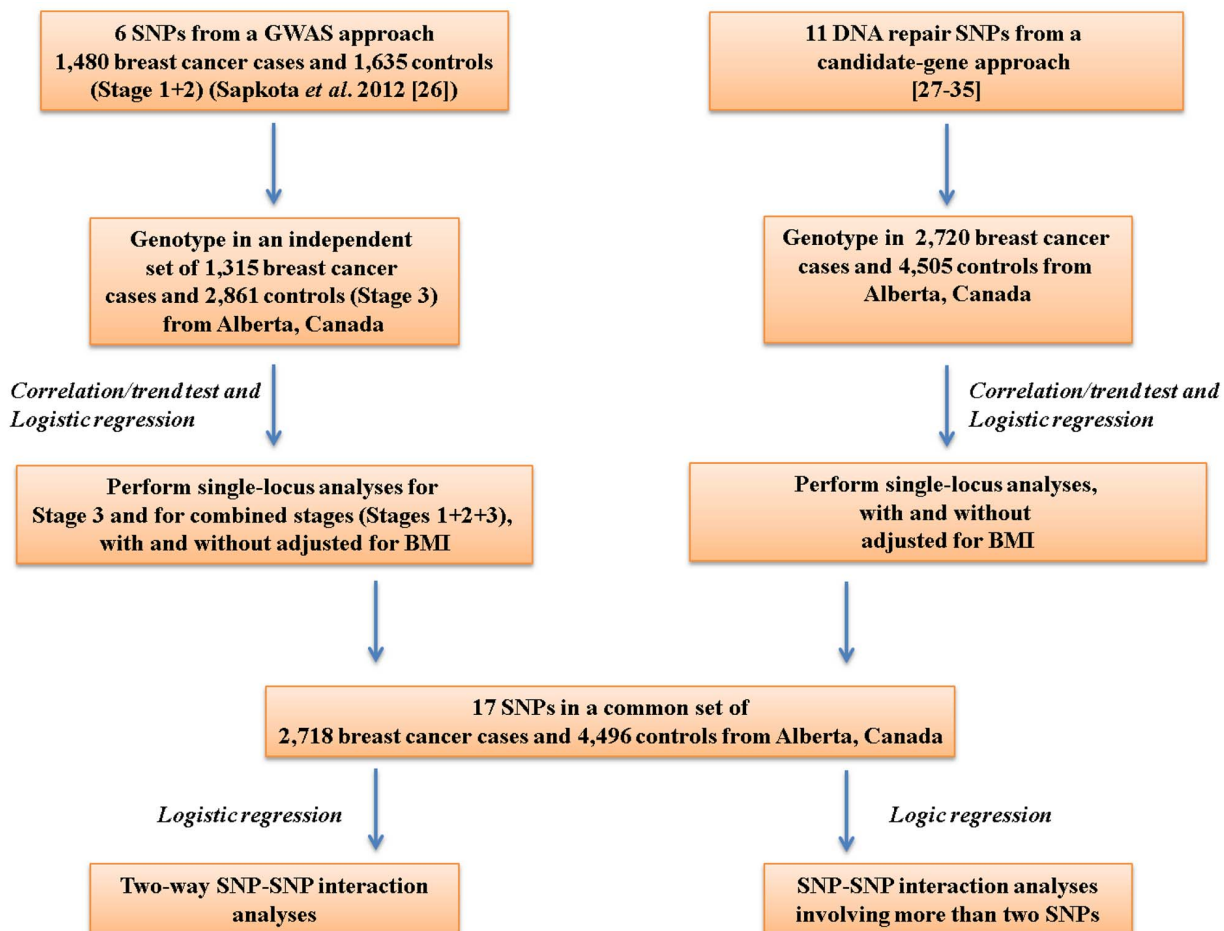 6 SNPs from a GWAS approach
1,480 breast cancer cases and 1,635 controls
(Stage 1+2) (Sapkota et al. 2012 [26])
11 DNA repair SNPs from a
candidate-gene approach
[27-35]
Genotype in an independent
set of 1,315 breast cancer
cases and 2,861 controls (Stage 3)
from Alberta, Canada
Genotype in 2,720 breast cancer
cases and 4,505 controls from
Alberta, Canada
Correlation/trend test and
Logistic regression
Correlation/trend test and
Logistic regression
Perform single-locus analyses for
Stage 3 and for combined stages (Stages 1+2+3),
with and without adjusted for BMI
Perform single-locus analyses,
with and without
adjusted for BMI
17 SNPs in a common set of
2,718 breast cancer cases and 4,496 controls from Alberta, Canada
Logistic regression
Logic regression
Two-way SNP-SNP interaction
analyses
SNP-SNP interaction analyses
involving more than two SNPs